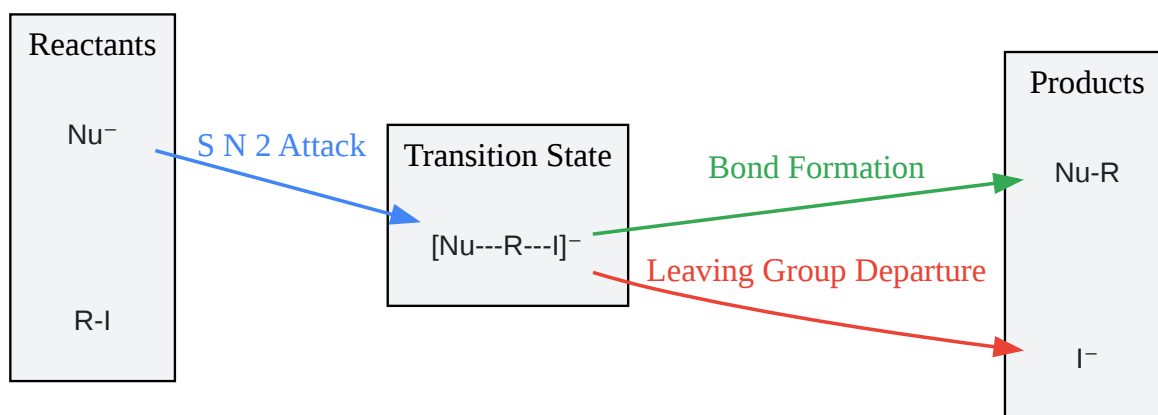 Reactants
Nu⁻
R-I
S N 2 Attack
Transition State
[Nu---R---I]⁻
Bond Formation
Leaving Group Departure
Products
Nu-R
I⁻